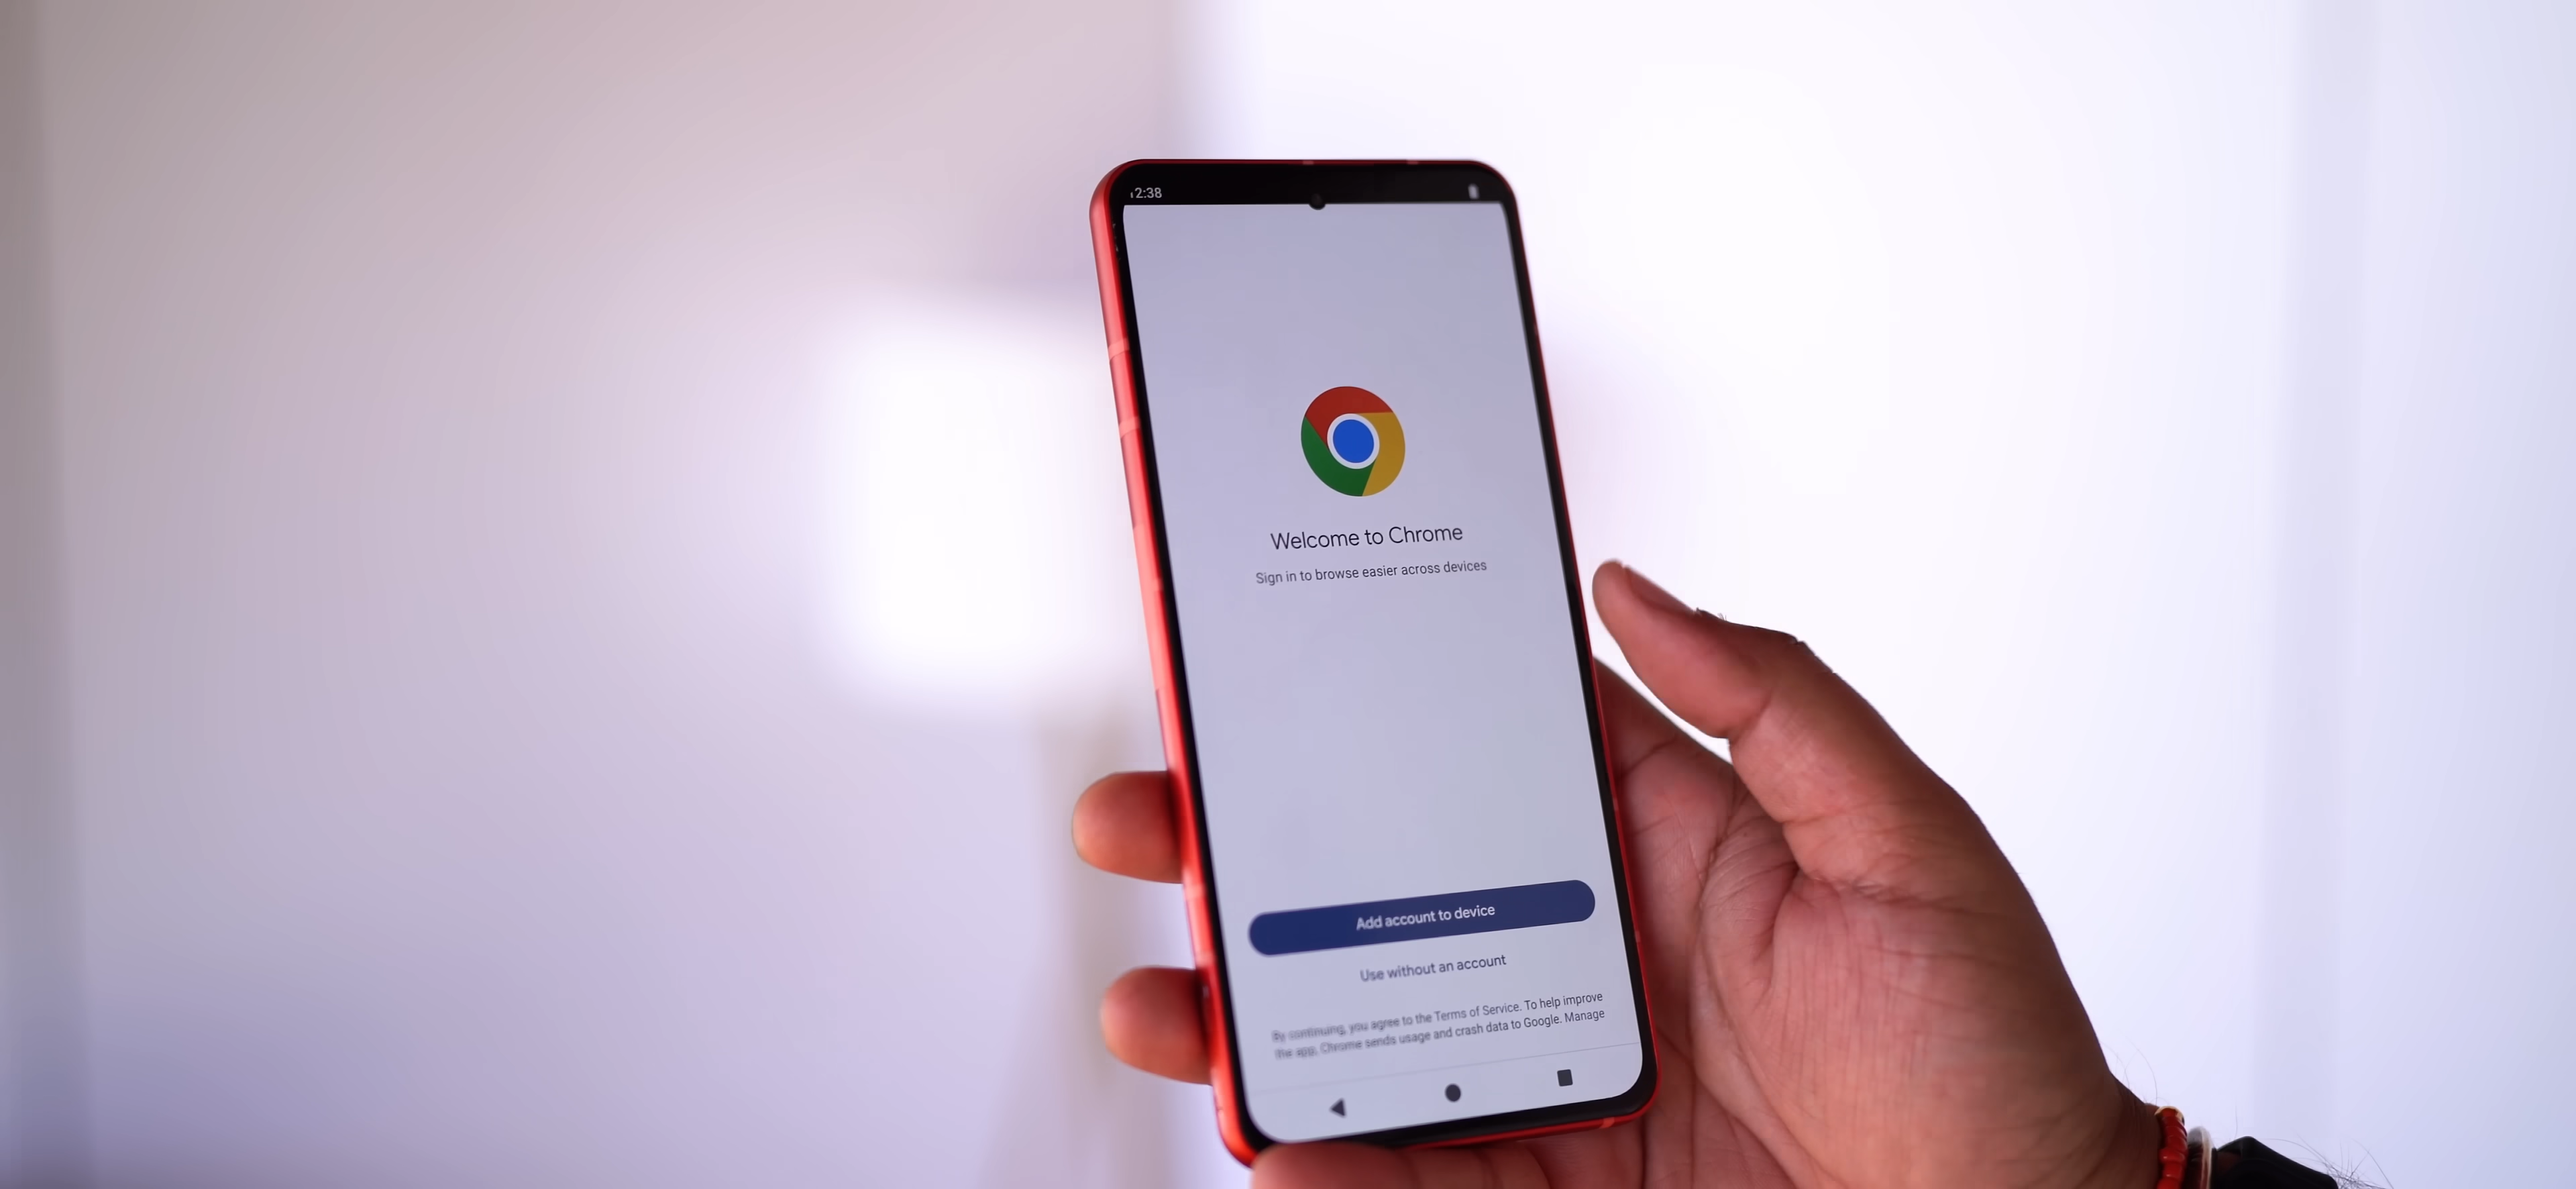 12:38
Welcome to Chrome
Sign in to browse easier across devices
Add account to device
Use without an account
By continuing, you agree to the Terms of Service. To help improve
the app, Chrome sends usage and crash data to Google. Manage